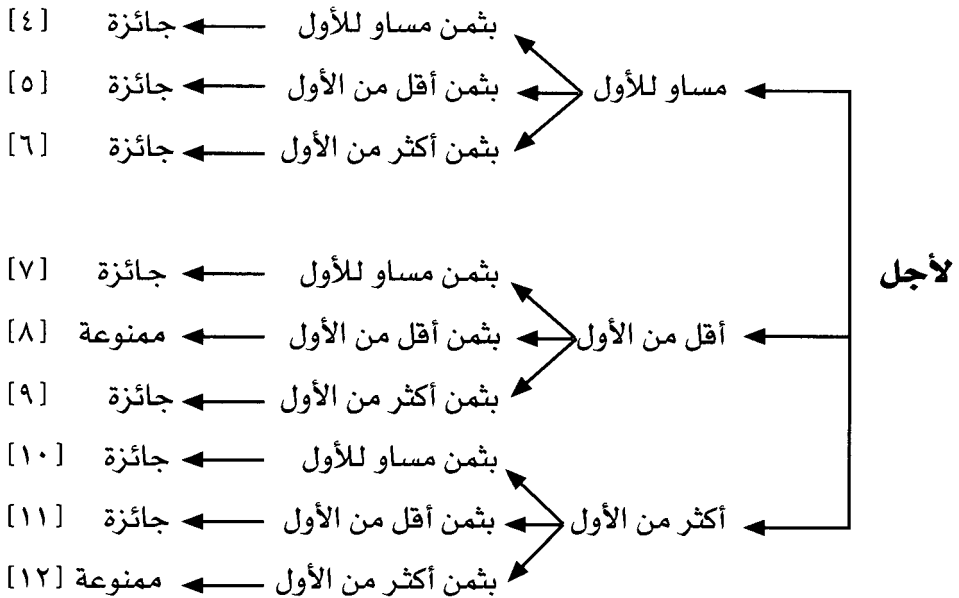 بثمن مساو للأول جائزة [٤]
مساو للأول بثمن أقل من الأول جائزة [٥]
بثمن أكثر من الأول جائزة [٦]
لأجل
بثمن مساو للأول جائزة [٧]
أقل من الأول بثمن أقل من الأول ممنوعة [٨]
بثمن أكثر من الأول جائزة [٩]
بثمن مساو للأول جائزة [١٠]
أكثر من الأول بثمن أقل من الأول جائزة [١١]
بثمن أكثر من الأول ممنوعة [١٢]